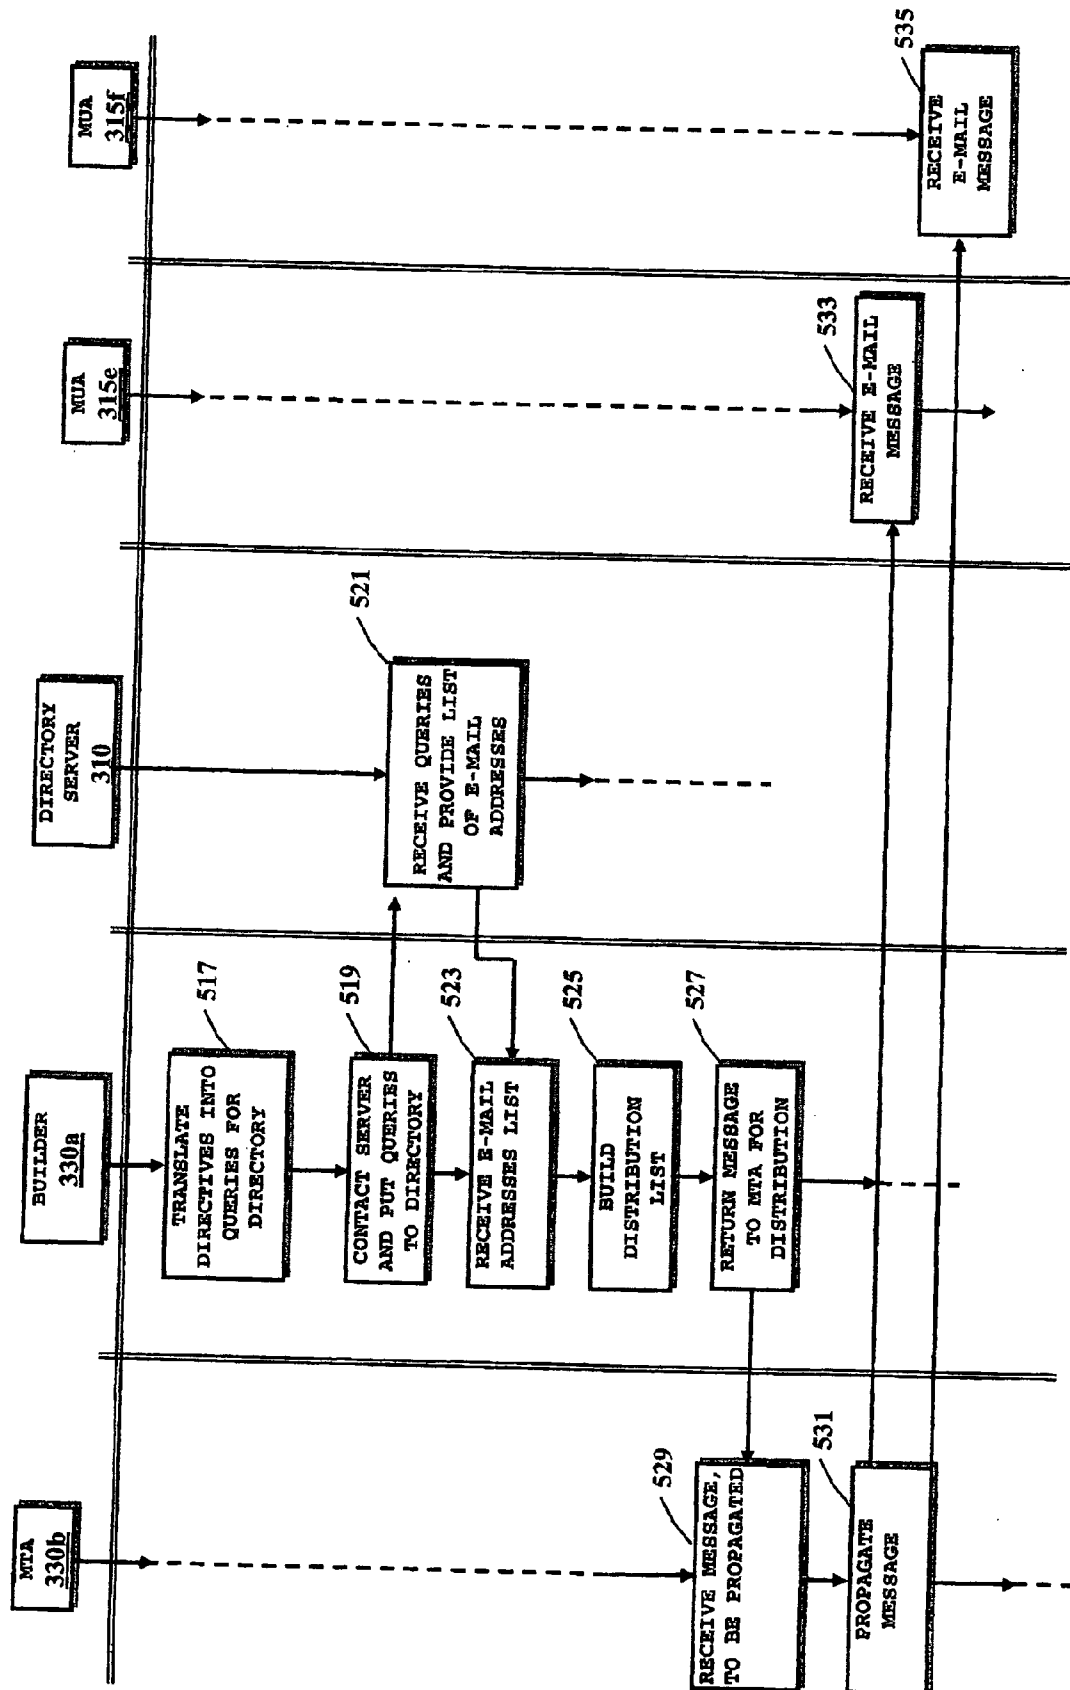 MTA
330b
BUILDER
330a
DIRECTORY
SERVER
310
MUA
315e
MUA
315f
TRANSLATE
DIRECTIVES INTO
QUERIES FOR
DIRECTORY
517
CONTACT SERVER
AND PUT QUERIES
TO DIRECTORY
519
RECEIVE QUERIES
AND PROVIDE LIST
OF E-MAIL
ADDRESSES
521
RECEIVE E-MAIL
ADDRESSES LIST
523
BUILD
DISTRIBUTION
LIST
525
RETURN MESSAGE
TO MTA FOR
DISTRIBUTION
527
RECEIVE MESSAGE,
TO BE PROPAGATED
529
PROPAGATE
MESSAGE
531
RECEIVE E-MAIL
MESSAGE
533
RECEIVE
E-MAIL
MESSAGE
535